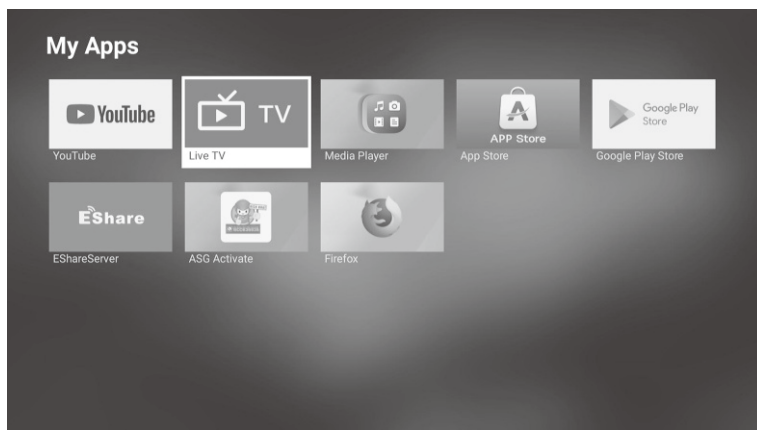 My Apps
YouTube
TV
APP Store
Google Play
Store
YouTube
Live TV
Media Player
App Store
Google Play Store
EShare
EShareServer
ASG Activate
Firefox